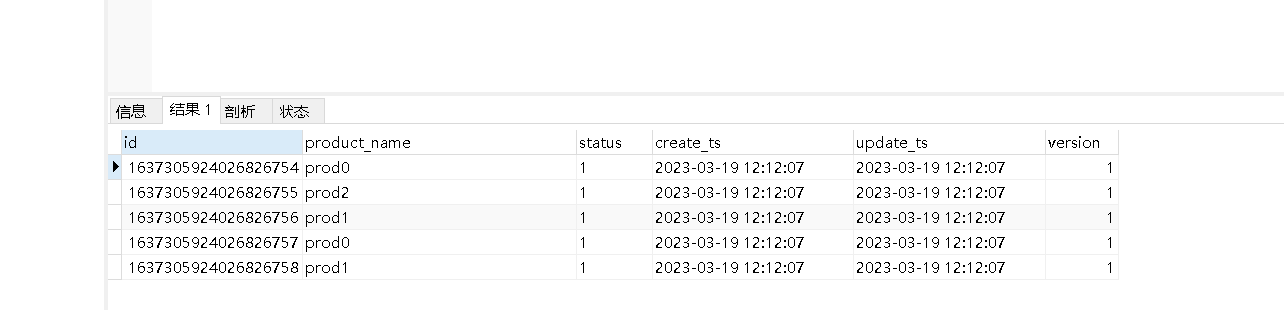 信息 结果 1 剖析 状态
id product_name status create_ts update_ts version
1637305924026826754 prod0 1 2023-03-19 12:12:07 2023-03-19 12:12:07 1
1637305924026826755 prod2 1 2023-03-19 12:12:07 2023-03-19 12:12:07 1
1637305924026826756 prod1 1 2023-03-19 12:12:07 2023-03-19 12:12:07 1
1637305924026826757 prod0 1 2023-03-19 12:12:07 2023-03-19 12:12:07 1
1637305924026826758 prod1 1 2023-03-19 12:12:07 2023-03-19 12:12:07 1